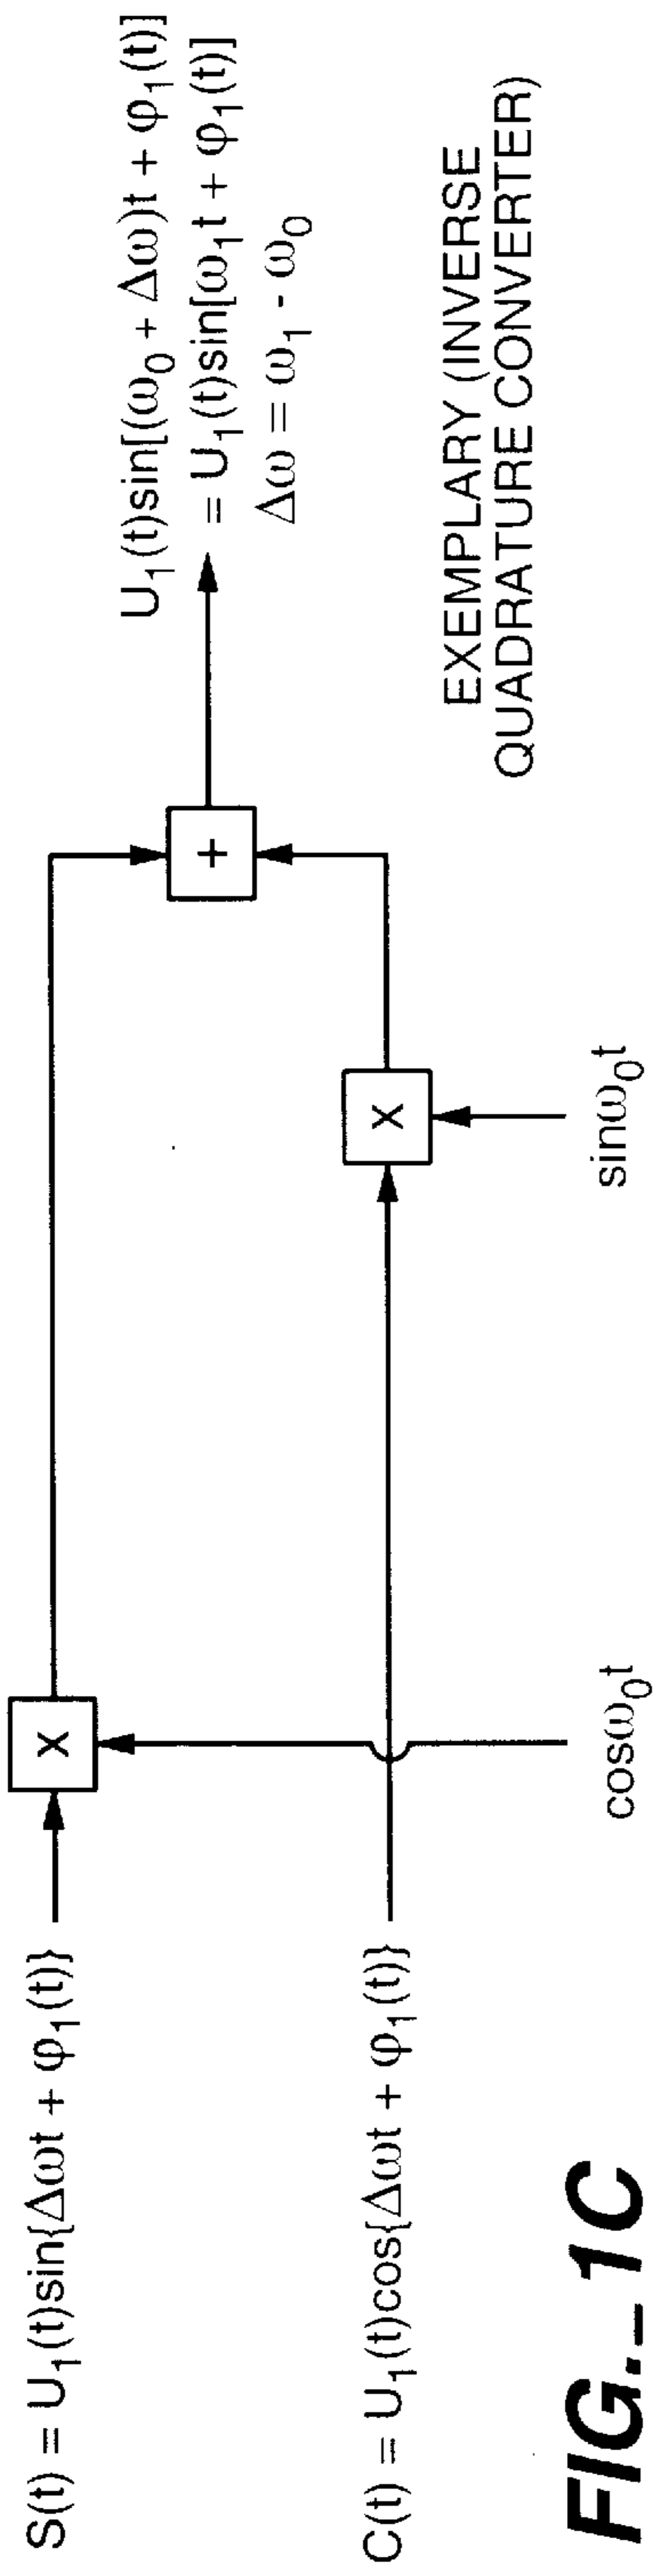 S(t) = U₁(t)sin{Δωt + φ₁(t)}
X
+
U₁(t)sin[(ω₀ + Δω)t + φ₁(t)]
= U₁(t)sin[ω₁t + φ₁(t)]
Δω = ω₁ - ω₀
C(t) = U₁(t)cos{Δωt + φ₁(t)}
X
cosω₀t
sinω₀t
EXEMPLARY (INVERSE
QUADRATURE CONVERTER)
FIG._1C